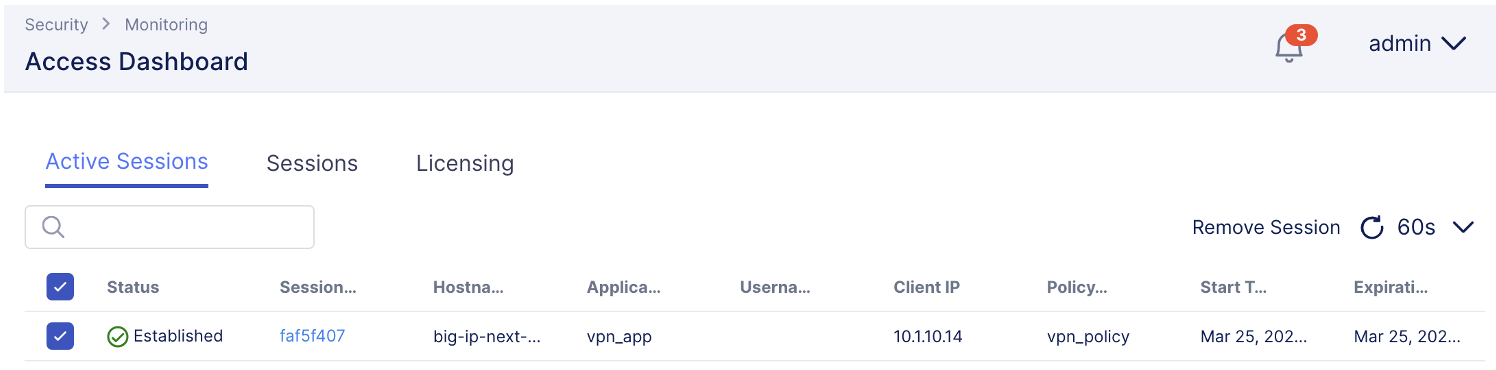 Security > Monitoring
Access Dashboard
3
admin
Active Sessions Sessions Licensing
Remove Session 60s
Status Session... Hostna... Applica... Userna... Client IP Policy... Start T... Expirati...
Established faf5f407 big-ip-next-... vpn_app 10.1.10.14 vpn_policy Mar 25, 202... Mar 25, 202...